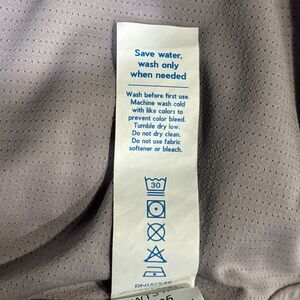 Save water,
wash only
when needed
Wash before first use.
Machine wash cold
with like colors to
prevent color bleed.
Tumble dry low.
Do not dry clean.
Do not use fabric
softener or bleach.
30